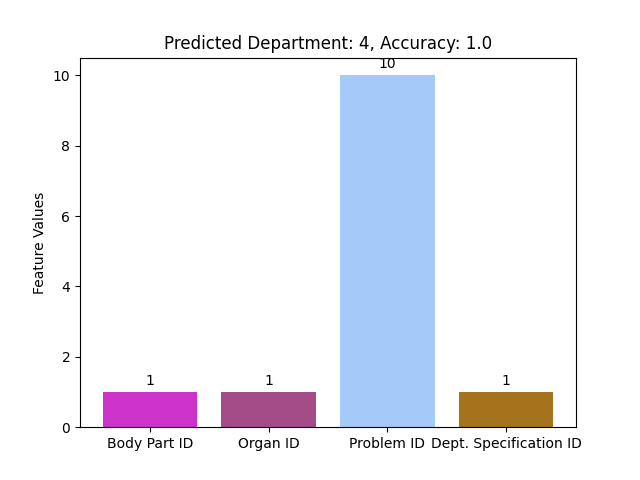 Predicted Department: 4, Accuracy: 1.0
10
8
6
4
2
0
Feature Values
1
1
10
1
Body Part ID
Organ ID
Problem ID
Dept. Specification ID